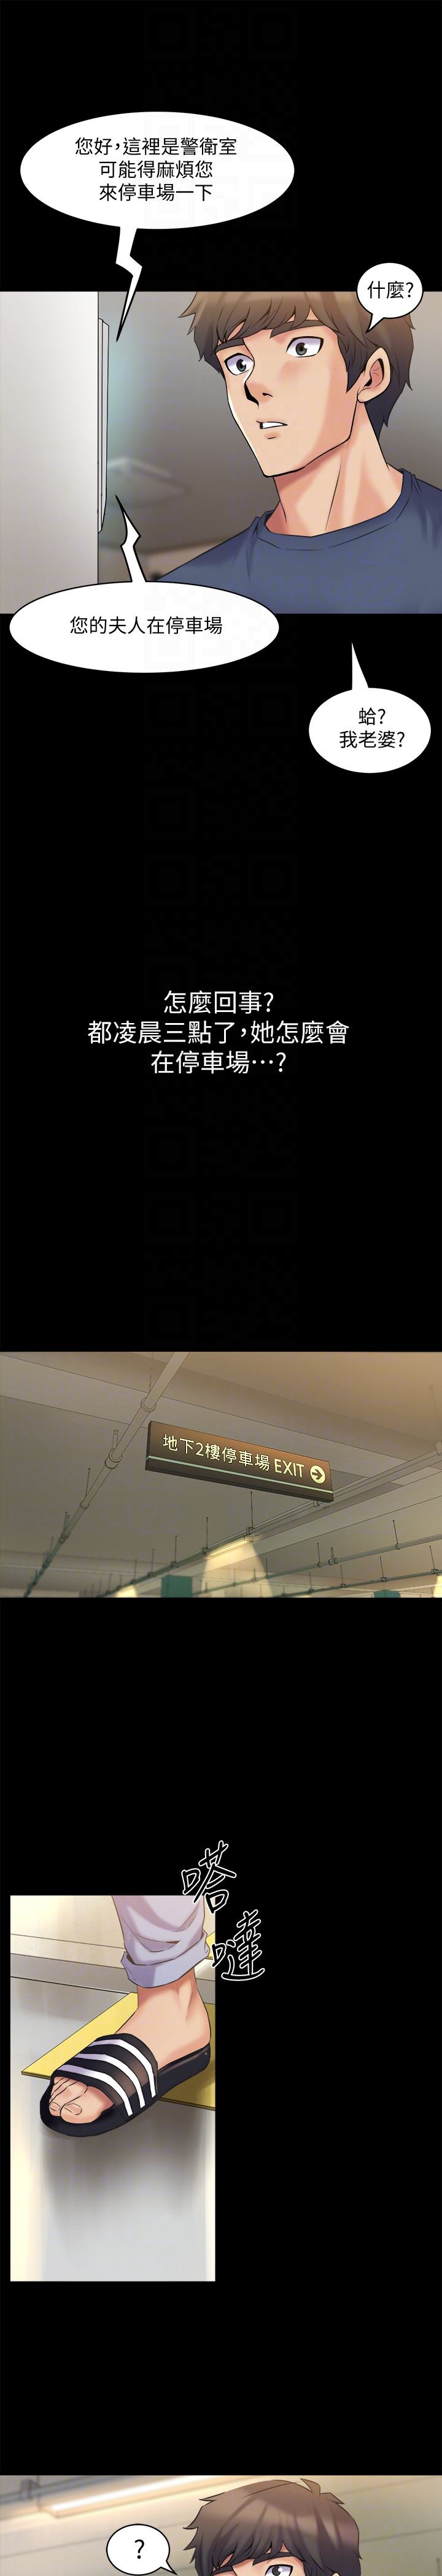 您好，這裡是警衛室
可能得麻煩您
來停車場一下
什麼?
您的夫人在停車場
蛤?
我老婆?
怎麼回事?
都凌晨三點了，她怎麼會
在停車場…?
地下2樓停車場 EXIT
嗒
噠
?